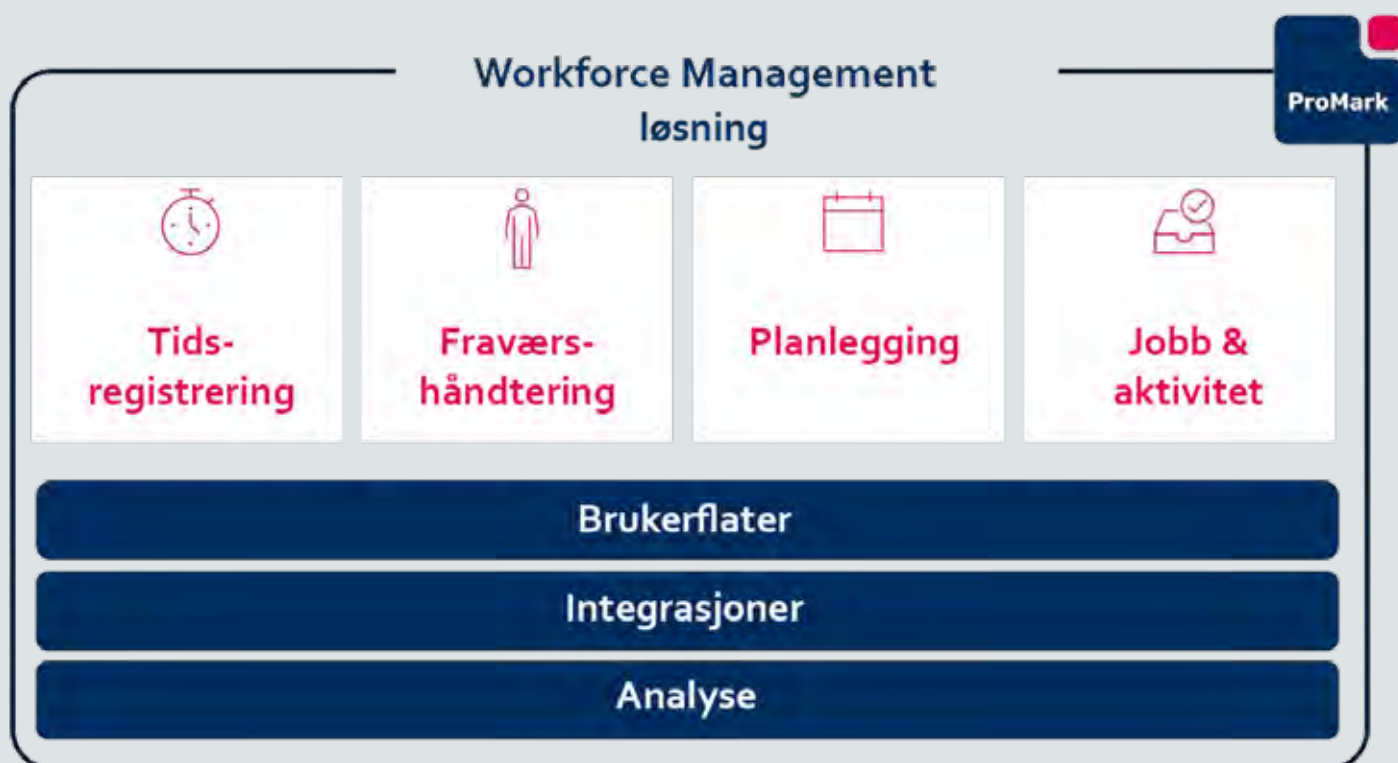 Workforce Management
løsning
ProMark
Tids-
registrering
Fraværs-
håndtering
Planlegging
Jobb &
aktivitet
Brukerflater
Integrasjoner
Analyse